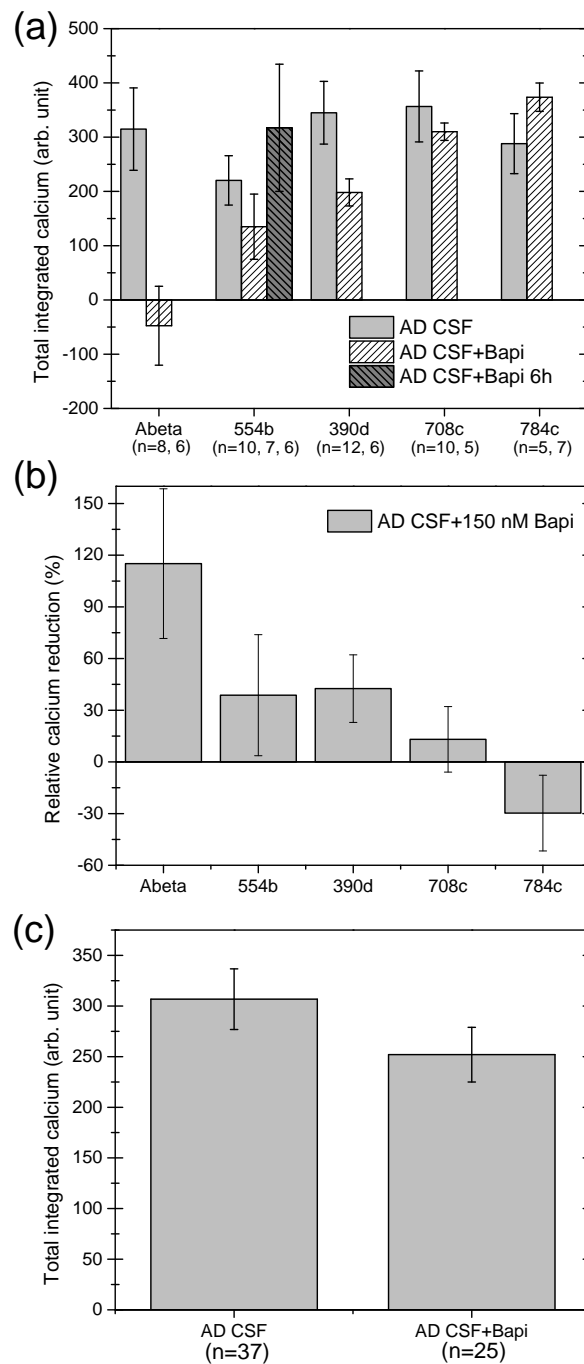 (a)
Total integrated calcium (arb. unit)
500
400
300
200
100
0
-100
-200
AD CSF
AD CSF+Bapi
AD CSF+Bapi 6h
Abeta 554b 390d 708c 784c
(n=8, 6) (n=10, 7, 6) (n=12, 6) (n=10, 5) (n=5, 7)
(b)
Relative calcium reduction (%)
150
120
90
60
30
0
-30
-60
AD CSF+150 nM Bapi
Abeta 554b 390d 708c 784c
(c)
Total integrated calcium (arb. unit)
350
300
250
200
150
100
50
0
AD CSF AD CSF+Bapi
(n=37) (n=25)